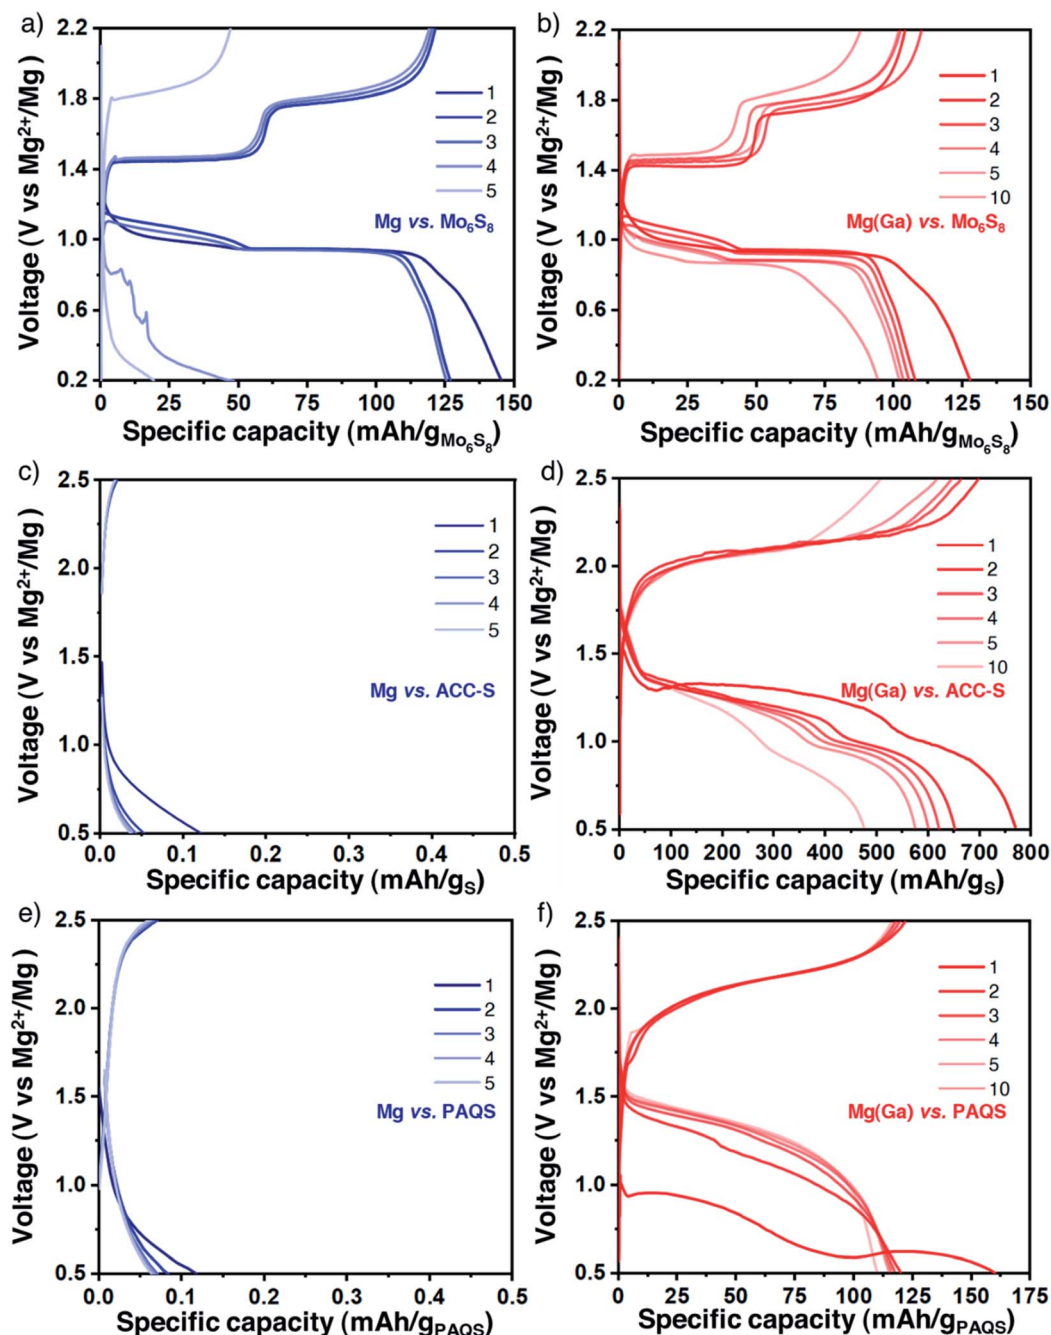 a)
Voltage (V vs Mg²⁺/Mg)
2.2
1.8
1.4
1.0
0.6
0.2
1
2
3
4
5
Mg vs. Mo₆S₈
0 25 50 75 100 125 150
Specific capacity (mAh/g_Mo₆S₈)
b)
Voltage (V vs Mg²⁺/Mg)
2.2
1.8
1.4
1.0
0.6
0.2
1
2
3
4
5
10
Mg(Ga) vs. Mo₆S₈
0 25 50 75 100 125 150
Specific capacity (mAh/g_Mo₆S₈)
c)
Voltage (V vs Mg²⁺/Mg)
2.5
2.0
1.5
1.0
0.5
1
2
3
4
5
Mg vs. ACC-S
0.0 0.1 0.2 0.3 0.4 0.5
Specific capacity (mAh/g_S)
d)
Voltage (V vs Mg²⁺/Mg)
2.5
2.0
1.5
1.0
0.5
1
2
3
4
5
10
Mg(Ga) vs. ACC-S
0 100 200 300 400 500 600 700 800
Specific capacity (mAh/g_S)
e)
Voltage (V vs Mg²⁺/Mg)
2.5
2.0
1.5
1.0
0.5
1
2
3
4
5
Mg vs. PAQS
0.0 0.1 0.2 0.3 0.4 0.5
Specific capacity (mAh/g_PAQS)
f)
Voltage (V vs Mg²⁺/Mg)
2.5
2.0
1.5
1.0
0.5
1
2
3
4
5
10
Mg(Ga) vs. PAQS
0 25 50 75 100 125 150 175
Specific capacity (mAh/g_PAQS)